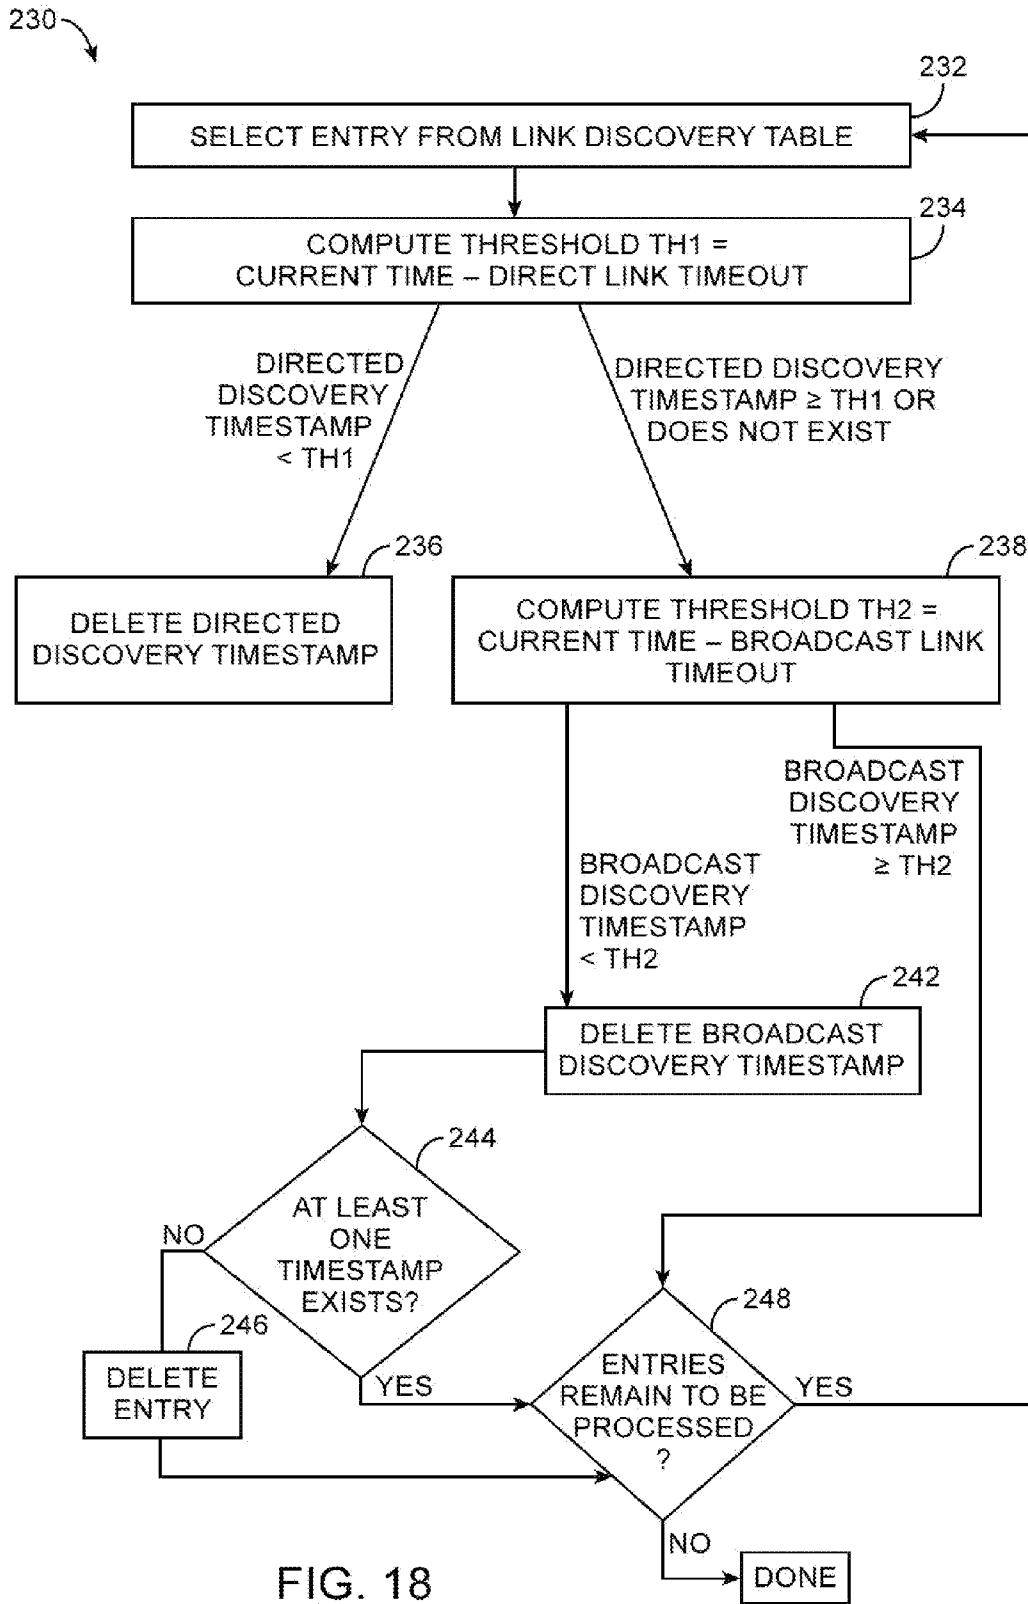 230
232
SELECT ENTRY FROM LINK DISCOVERY TABLE
234
COMPUTE THRESHOLD TH1 =
CURRENT TIME – DIRECT LINK TIMEOUT
DIRECTED
DISCOVERY
TIMESTAMP
< TH1
DIRECTED DISCOVERY
TIMESTAMP ≥ TH1 OR
DOES NOT EXIST
236
DELETE DIRECTED
DISCOVERY TIMESTAMP
238
COMPUTE THRESHOLD TH2 =
CURRENT TIME – BROADCAST LINK
TIMEOUT
BROADCAST
DISCOVERY
TIMESTAMP
≥ TH2
BROADCAST
DISCOVERY
TIMESTAMP
< TH2
242
DELETE BROADCAST
DISCOVERY TIMESTAMP
244
AT LEAST
ONE
TIMESTAMP
EXISTS?
NO
246
DELETE
ENTRY
YES
248
ENTRIES
REMAIN TO BE
PROCESSED
?
YES
NO
DONE
FIG. 18